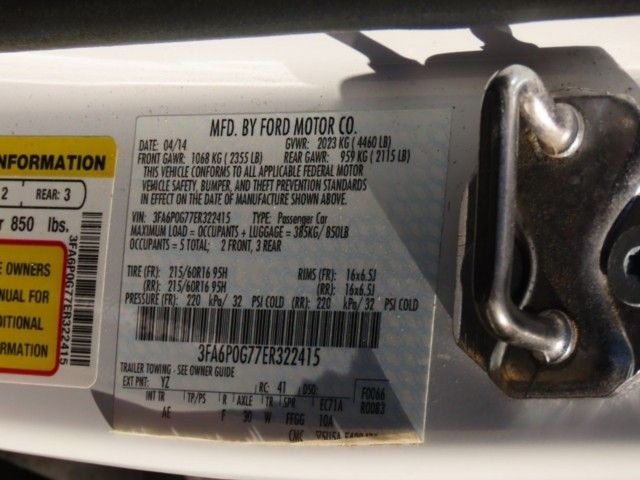 MFD. BY FORD MOTOR CO.
DATE: 04/14 GVWR: 2023 KG ( 4460 LB)
FRONT GAWR: 1068 KG ( 2355 LB) REAR GAWR: 959 KG ( 2115 LB)
THIS VEHICLE CONFORMS TO ALL APPLICABLE FEDERAL MOTOR
VEHICLE SAFETY, BUMPER, AND THEFT PREVENTION STANDARDS
IN EFFECT ON THE DATE OF MANUFACTURE SHOWN ABOVE.
VIN: 3FA6P0G77ER322415 TYPE: Passenger Car
MAXIMUM LOAD = OCCUPANTS + LUGGAGE = 385KG/ 850LB
OCCUPANTS = 5 TOTAL: 2 FRONT, 3 REAR
TIRE (FR): 215/60R16 95H RIMS (FR): 16x6.5J
(RR): 215/60R16 95H (RR): 16x6.5J
PRESSURE (FR): 220 kPa/ 32 PSI COLD (RR): 220 kPa/ 32 PSI COLD
3FA6P0G77ER322415
TRAILER TOWING - SEE OWNER GUIDE
EXT PNT: YZ RC: 41 DSO: F0066
INT TR TP/PS R AXLE TR SPR EC71A R00B3
AE F 30 W FFGG 10A
CMC
NFORMATION
2 REAR: 3
r 850 lbs.
E OWNERS
NUAL FOR
DITIONAL
RMATION
3FA6P0G77ER322415